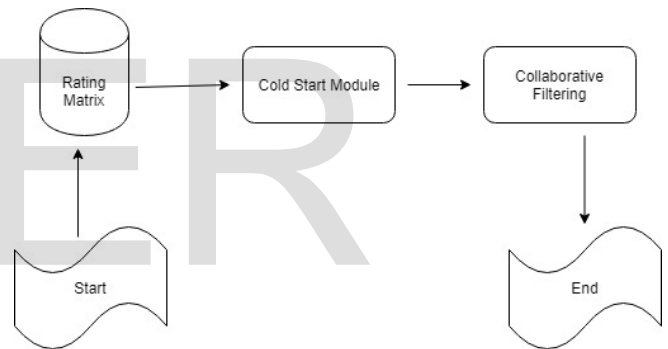 Rating
Matrix
Cold Start Module
Collaborative
Filtering
Start
End
ER